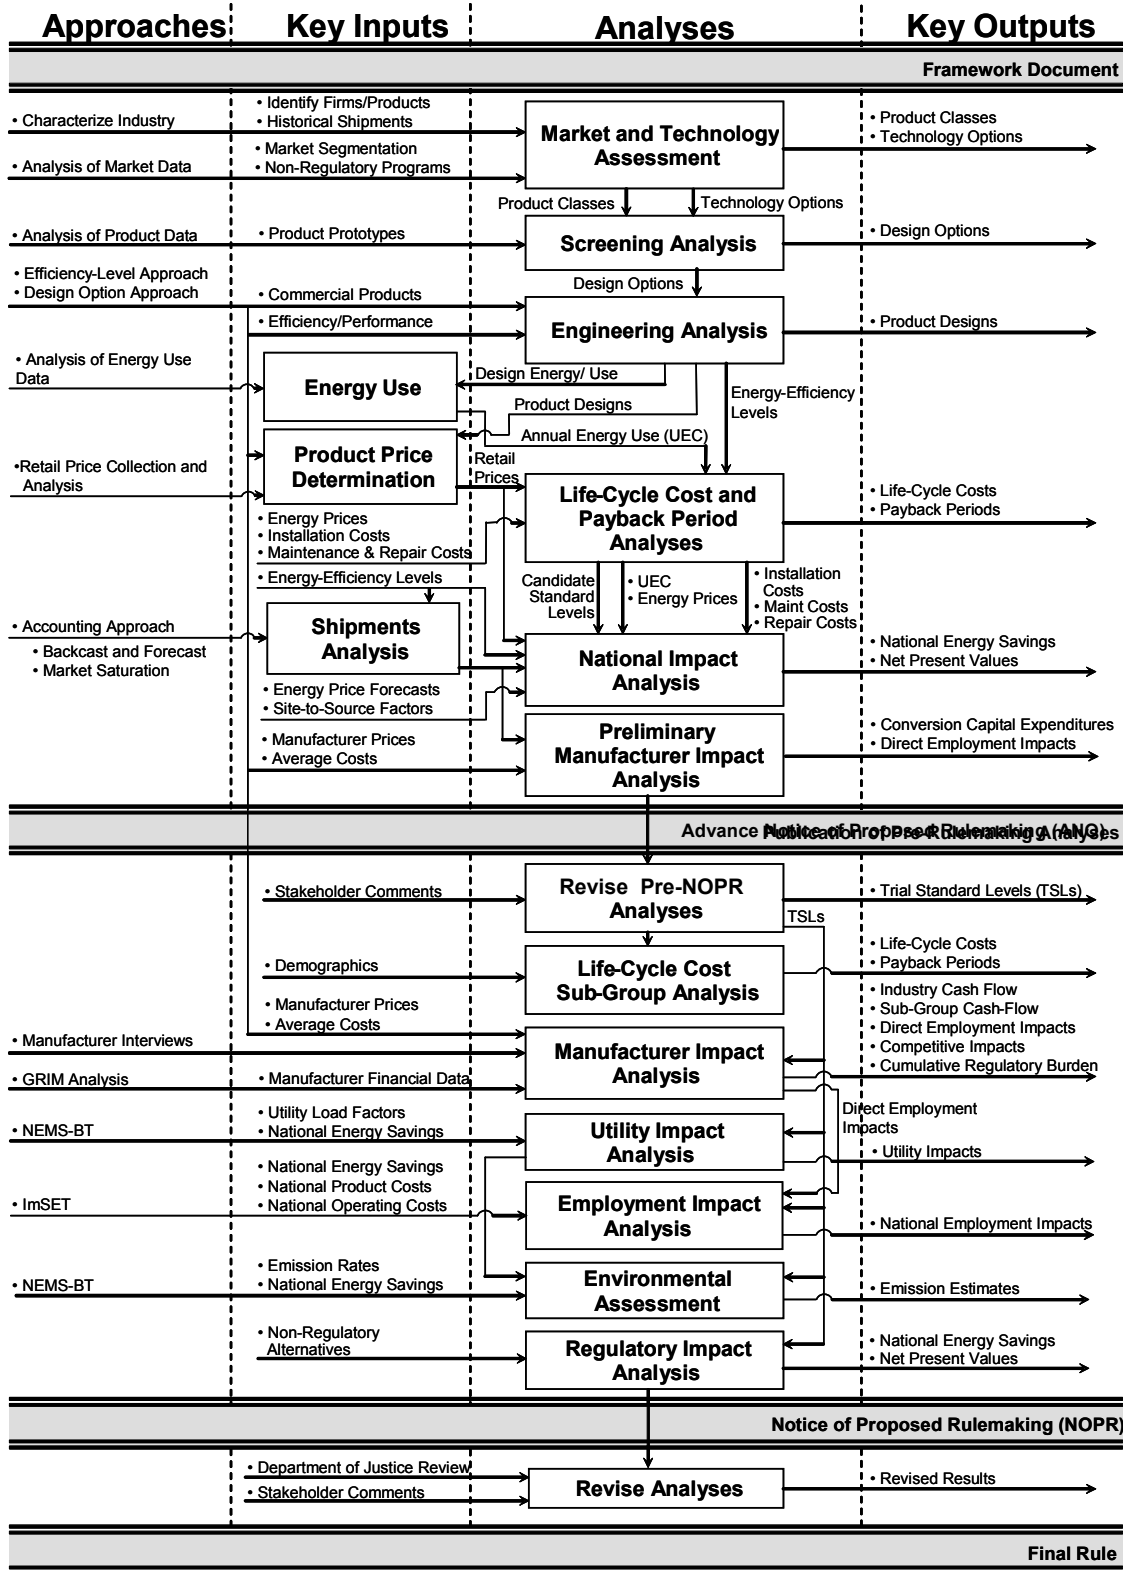 Approaches Key Inputs Analyses Key Outputs
Framework Document
• Characterize Industry
• Identify Firms/Products
• Historical Shipments
• Analysis of Market Data
• Market Segmentation
• Non-Regulatory Programs
Market and Technology
Assessment
• Product Classes
• Technology Options
Product Classes
Technology Options
• Analysis of Product Data
• Product Prototypes
Screening Analysis
• Design Options
Design Options
• Efficiency-Level Approach
• Design Option Approach
• Commercial Products
• Efficiency/Performance
Engineering Analysis
• Product Designs
• Analysis of Energy Use
Data
Energy Use
Design Energy/ Use
Product Designs
Energy-Efficiency
Levels
Annual Energy Use (UEC)
•Retail Price Collection and
Analysis
Product Price
Determination
Retail
Prices
Life-Cycle Cost and
Payback Period
Analyses
• Life-Cycle Costs
• Payback Periods
• Energy Prices
• Installation Costs
• Maintenance & Repair Costs
• Energy-Efficiency Levels
Candidate
Standard
Levels
• UEC
• Energy Prices
• Installation
Costs
• Maint Costs
• Repair Costs
• Accounting Approach
• Backcast and Forecast
• Market Saturation
Shipments
Analysis
National Impact
Analysis
• National Energy Savings
• Net Present Values
• Energy Price Forecasts
• Site-to-Source Factors
• Manufacturer Prices
• Average Costs
Preliminary
Manufacturer Impact
Analysis
• Conversion Capital Expenditures
• Direct Employment Impacts
Advance Notice of Proposed Rulemaking (ANO)
Publication of Pre-Rulemaking Analyses
• Stakeholder Comments
Revise Pre-NOPR
Analyses
• Trial Standard Levels (TSLs)
TSLs
• Demographics
Life-Cycle Cost
Sub-Group Analysis
• Life-Cycle Costs
• Payback Periods
• Manufacturer Prices
• Average Costs
• Industry Cash Flow
• Sub-Group Cash-Flow
• Direct Employment Impacts
• Competitive Impacts
• Cumulative Regulatory Burden
• Manufacturer Interviews
• GRIM Analysis
• Manufacturer Financial Data
Manufacturer Impact
Analysis
Direct Employment
Impacts
• NEMS-BT
• Utility Load Factors
• National Energy Savings
Utility Impact
Analysis
• Utility Impacts
• ImSET
• National Energy Savings
• National Product Costs
• National Operating Costs
Employment Impact
Analysis
• National Employment Impacts
• NEMS-BT
• Emission Rates
• National Energy Savings
Environmental
Assessment
• Emission Estimates
• Non-Regulatory
Alternatives
Regulatory Impact
Analysis
• National Energy Savings
• Net Present Values
Notice of Proposed Rulemaking (NOPR)
• Department of Justice Review
• Stakeholder Comments
Revise Analyses
• Revised Results
Final Rule